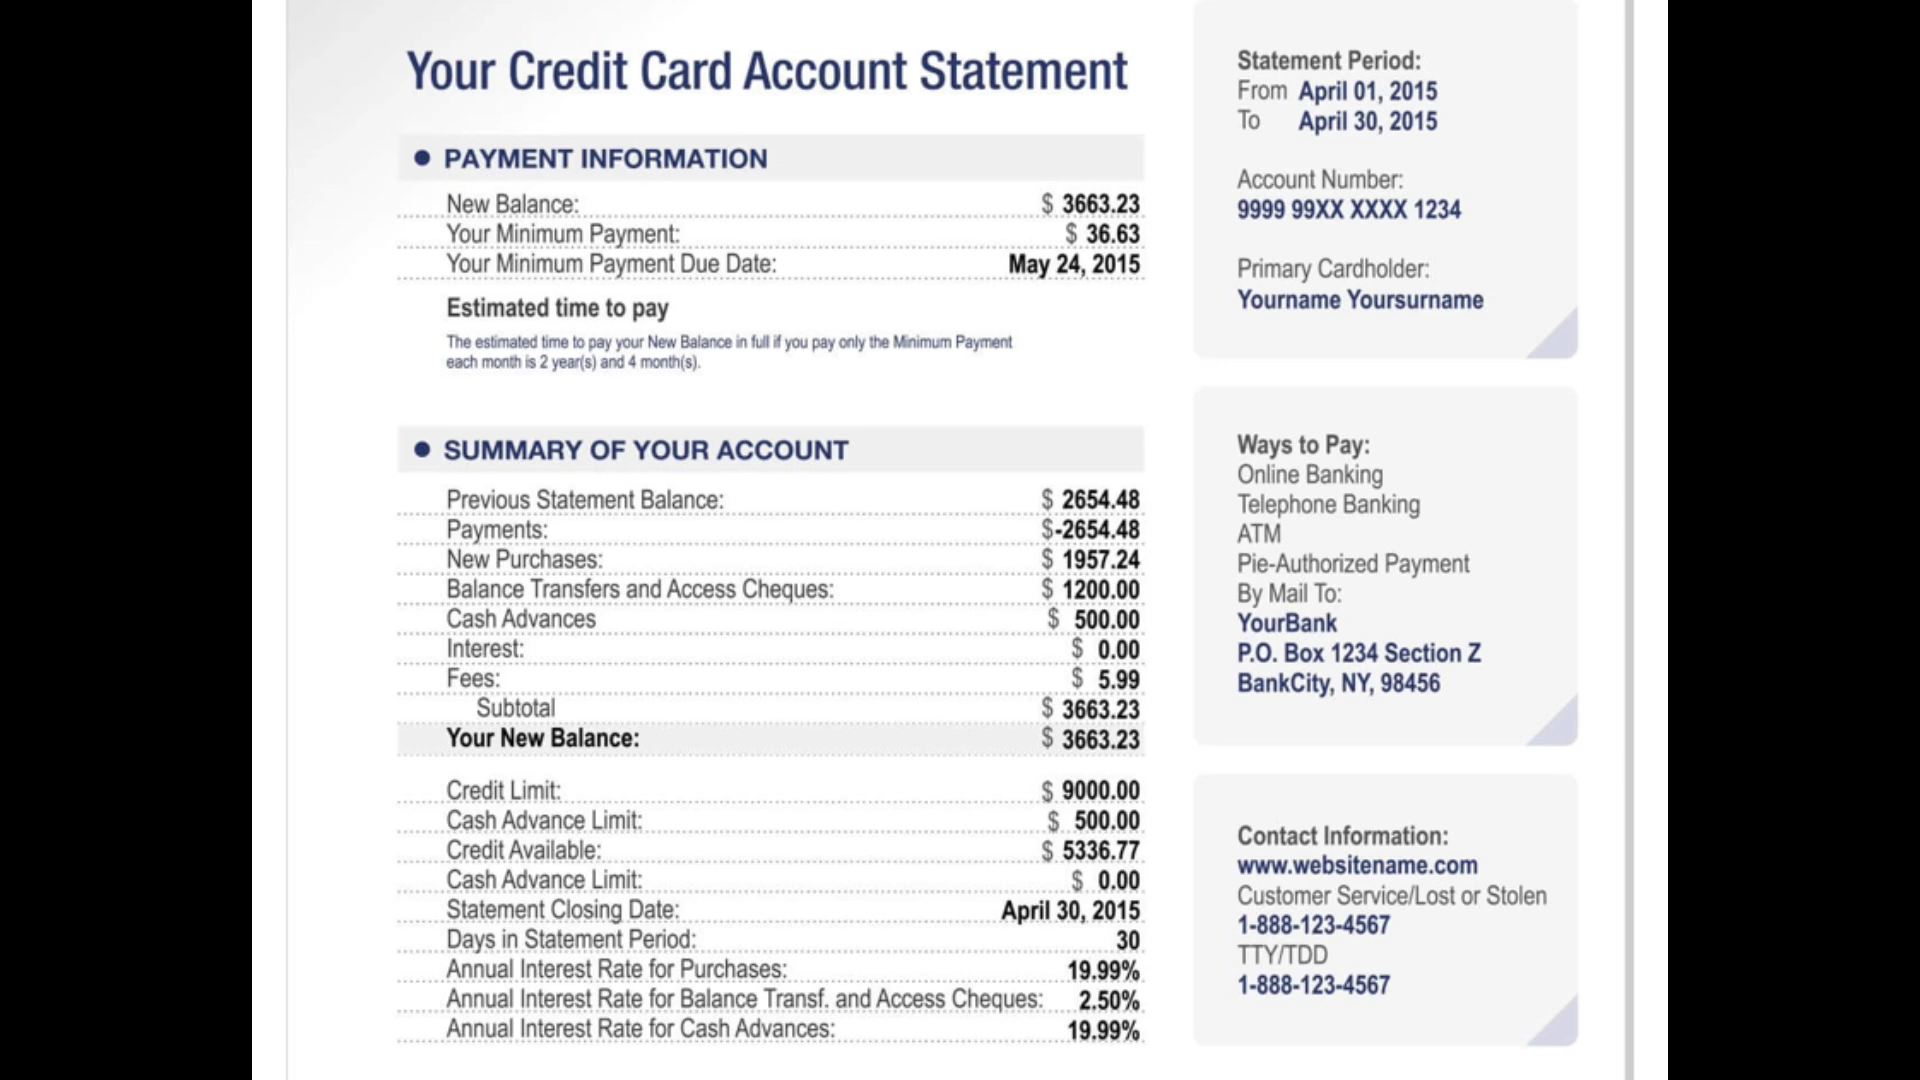 Your Credit Card Account Statement
PAYMENT INFORMATION
New Balance: $ 3663.23
Your Minimum Payment: $ 36.63
Your Minimum Payment Due Date: May 24, 2015
Estimated time to pay
The estimated time to pay your New Balance in full if you pay only the Minimum Payment
each month is 2 year(s) and 4 month(s).
SUMMARY OF YOUR ACCOUNT
Previous Statement Balance: $ 2654.48
Payments: $-2654.48
New Purchases: $ 1957.24
Balance Transfers and Access Cheques: $ 1200.00
Cash Advances $ 500.00
Interest: $ 0.00
Fees: $ 5.99
Subtotal $ 3663.23
Your New Balance: $ 3663.23
Credit Limit: $ 9000.00
Cash Advance Limit: $ 500.00
Credit Available: $ 5336.77
Cash Advance Limit: $ 0.00
Statement Closing Date: April 30, 2015
Days in Statement Period: 30
Annual Interest Rate for Purchases: 19.99%
Annual Interest Rate for Balance Transf. and Access Cheques: 2.50%
Annual Interest Rate for Cash Advances: 19.99%
Statement Period:
From April 01, 2015
To April 30, 2015
Account Number:
9999 99XX XXXX 1234
Primary Cardholder:
Yourname Yoursurname
Ways to Pay:
Online Banking
Telephone Banking
ATM
Pie-Authorized Payment
By Mail To:
YourBank
P.O. Box 1234 Section Z
BankCity, NY, 98456
Contact Information:
www.websitename.com
Customer Service/Lost or Stolen
1-888-123-4567
TTY/TDD
1-888-123-4567